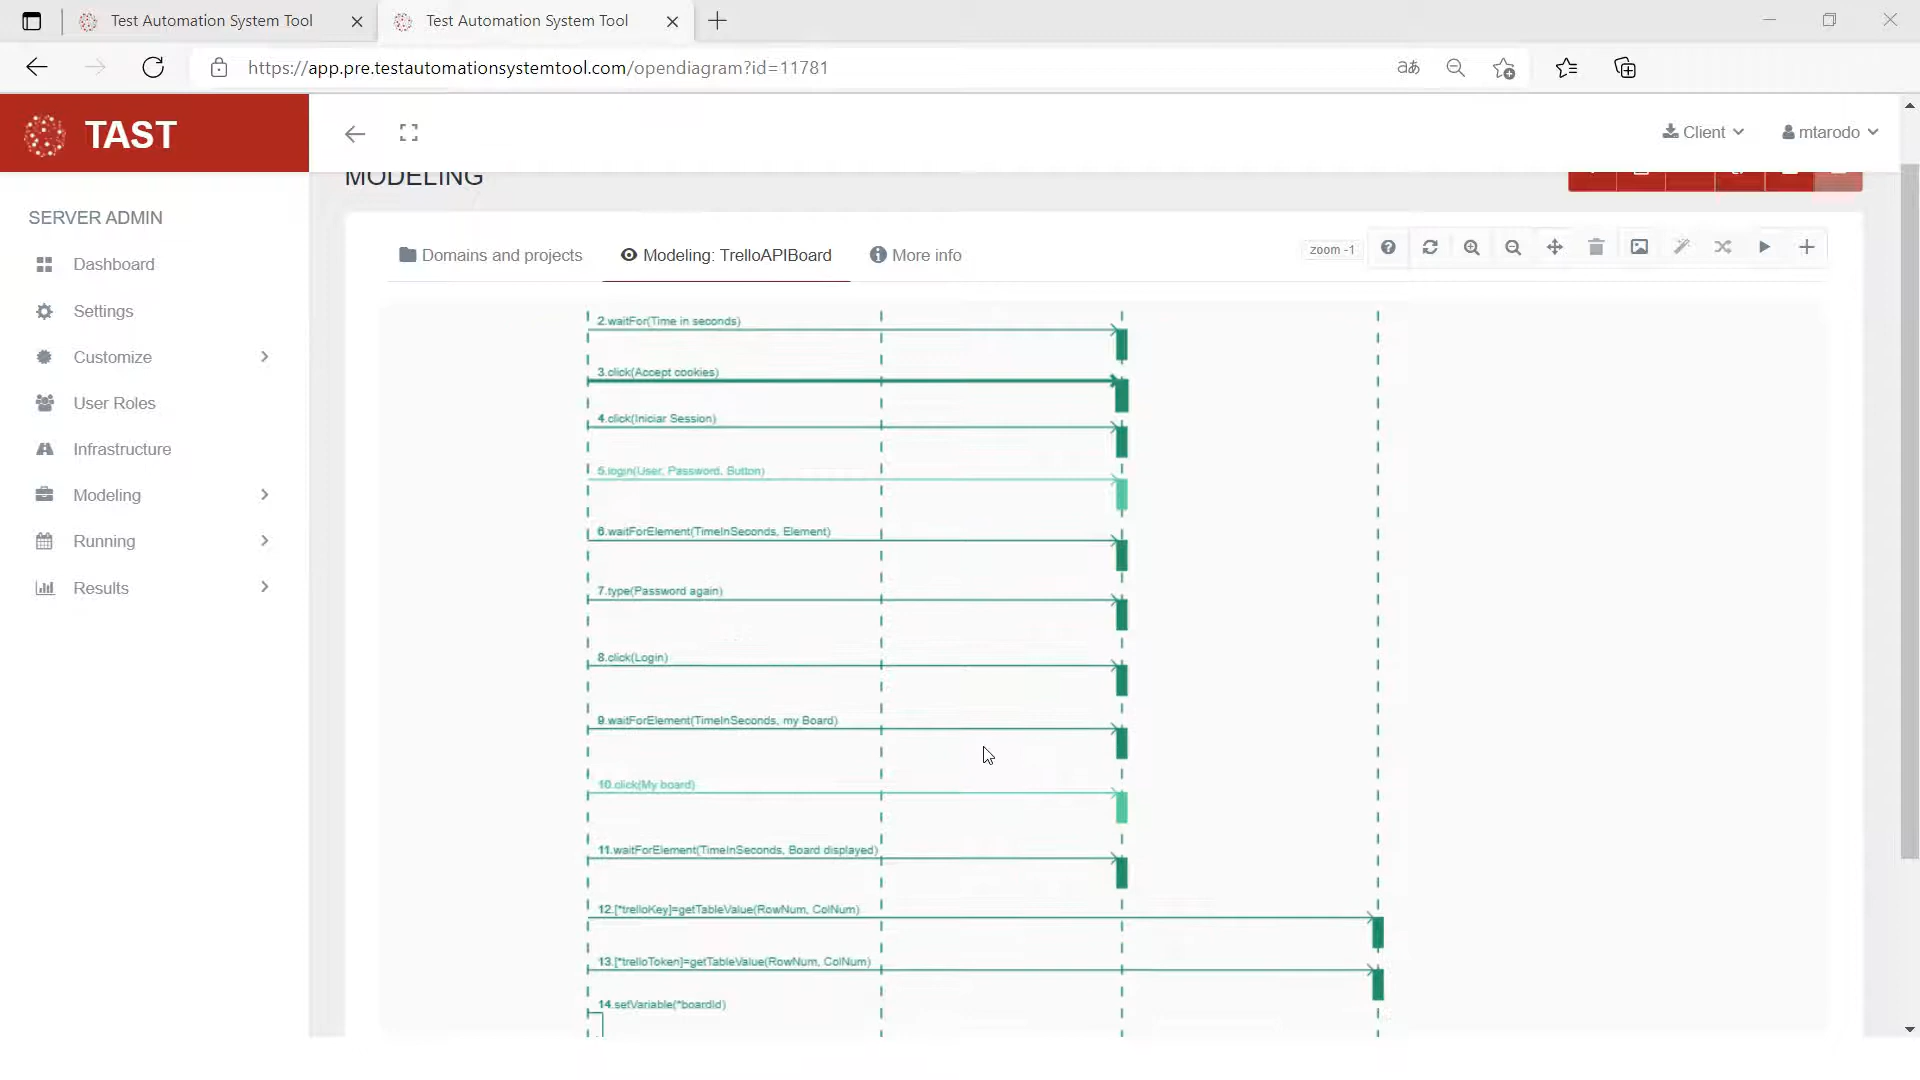 Test Automation System Tool
Test Automation System Tool
https://app.pre.testautomationsystemtool.com/opendiagram?id=11781
TAST
Client
mtarodo
MODELING
SERVER ADMIN
Dashboard
Settings
Customize
User Roles
Infrastructure
Modeling
Running
Results
Domains and projects
Modeling: TrelloAPIBoard
More info
zoom -1
2.waitFor(Time in seconds)
3.click(Accept cookies)
4.click(Iniciar Session)
5.login(User, Password, Button)
6.waitForElement(TimeInSeconds, Element)
7.type(Password again)
8.click(Login)
9.waitForElement(TimeInSeconds, my Board)
10.click(My board)
11.waitForElement(TimeInSeconds, Board displayed)
12.[*trelloKey]=getTableValue(RowNum, ColNum)
13.[*trelloToken]=getTableValue(RowNum, ColNum)
14.setVariable(*boardId)